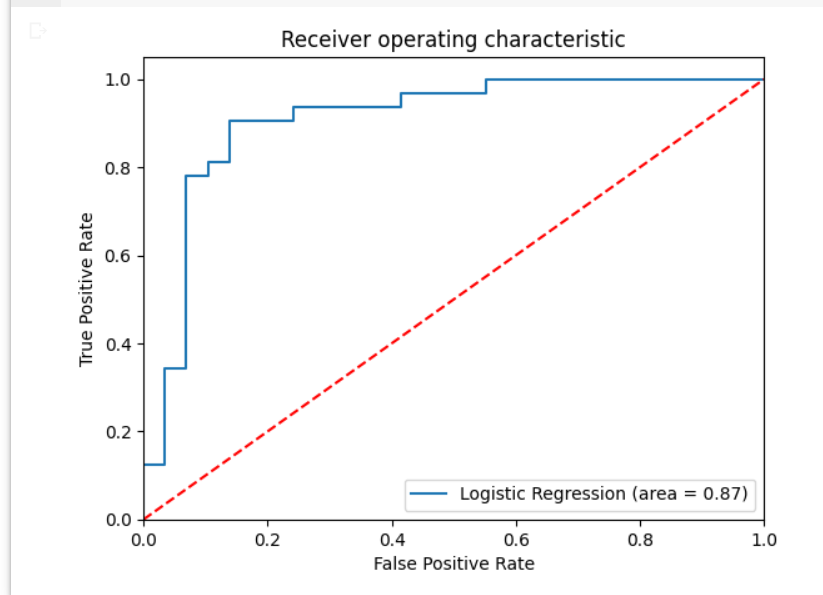 Receiver operating characteristic
1.0
0.8
0.6
0.4
0.2
0.0
True Positive Rate
Logistic Regression (area = 0.87)
0.0 0.2 0.4 0.6 0.8 1.0
False Positive Rate